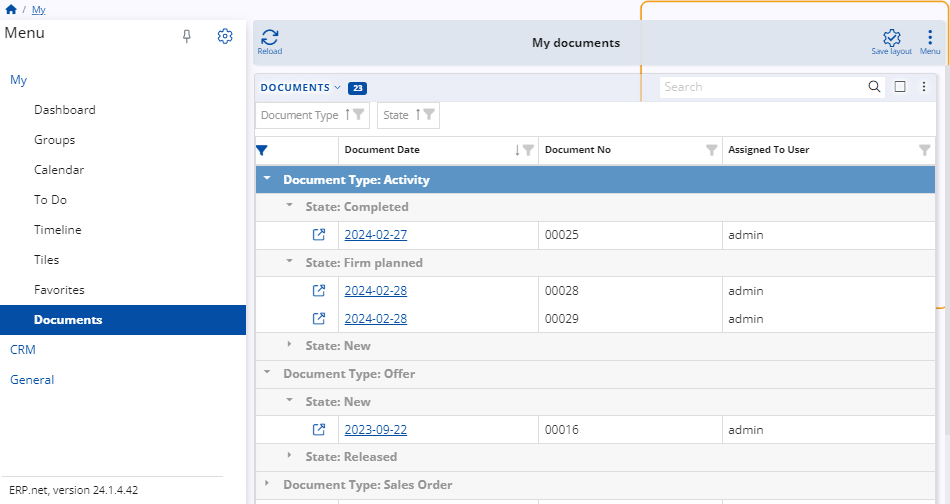 / My
Menu
My
Dashboard
Groups
Calendar
To Do
Timeline
Tiles
Favorites
Documents
CRM
General
ERP.net, version 24.1.4.42
Reload
My documents
Save layout
Menu
DOCUMENTS 23
Search
Document Type
State
Document Date Document No Assigned To User
Document Type: Activity
State: Completed
2024-02-27 00025 admin
State: Firm planned
2024-02-28 00028 admin
2024-02-28 00029 admin
State: New
Document Type: Offer
State: New
2023-09-22 00016 admin
State: Released
Document Type: Sales Order